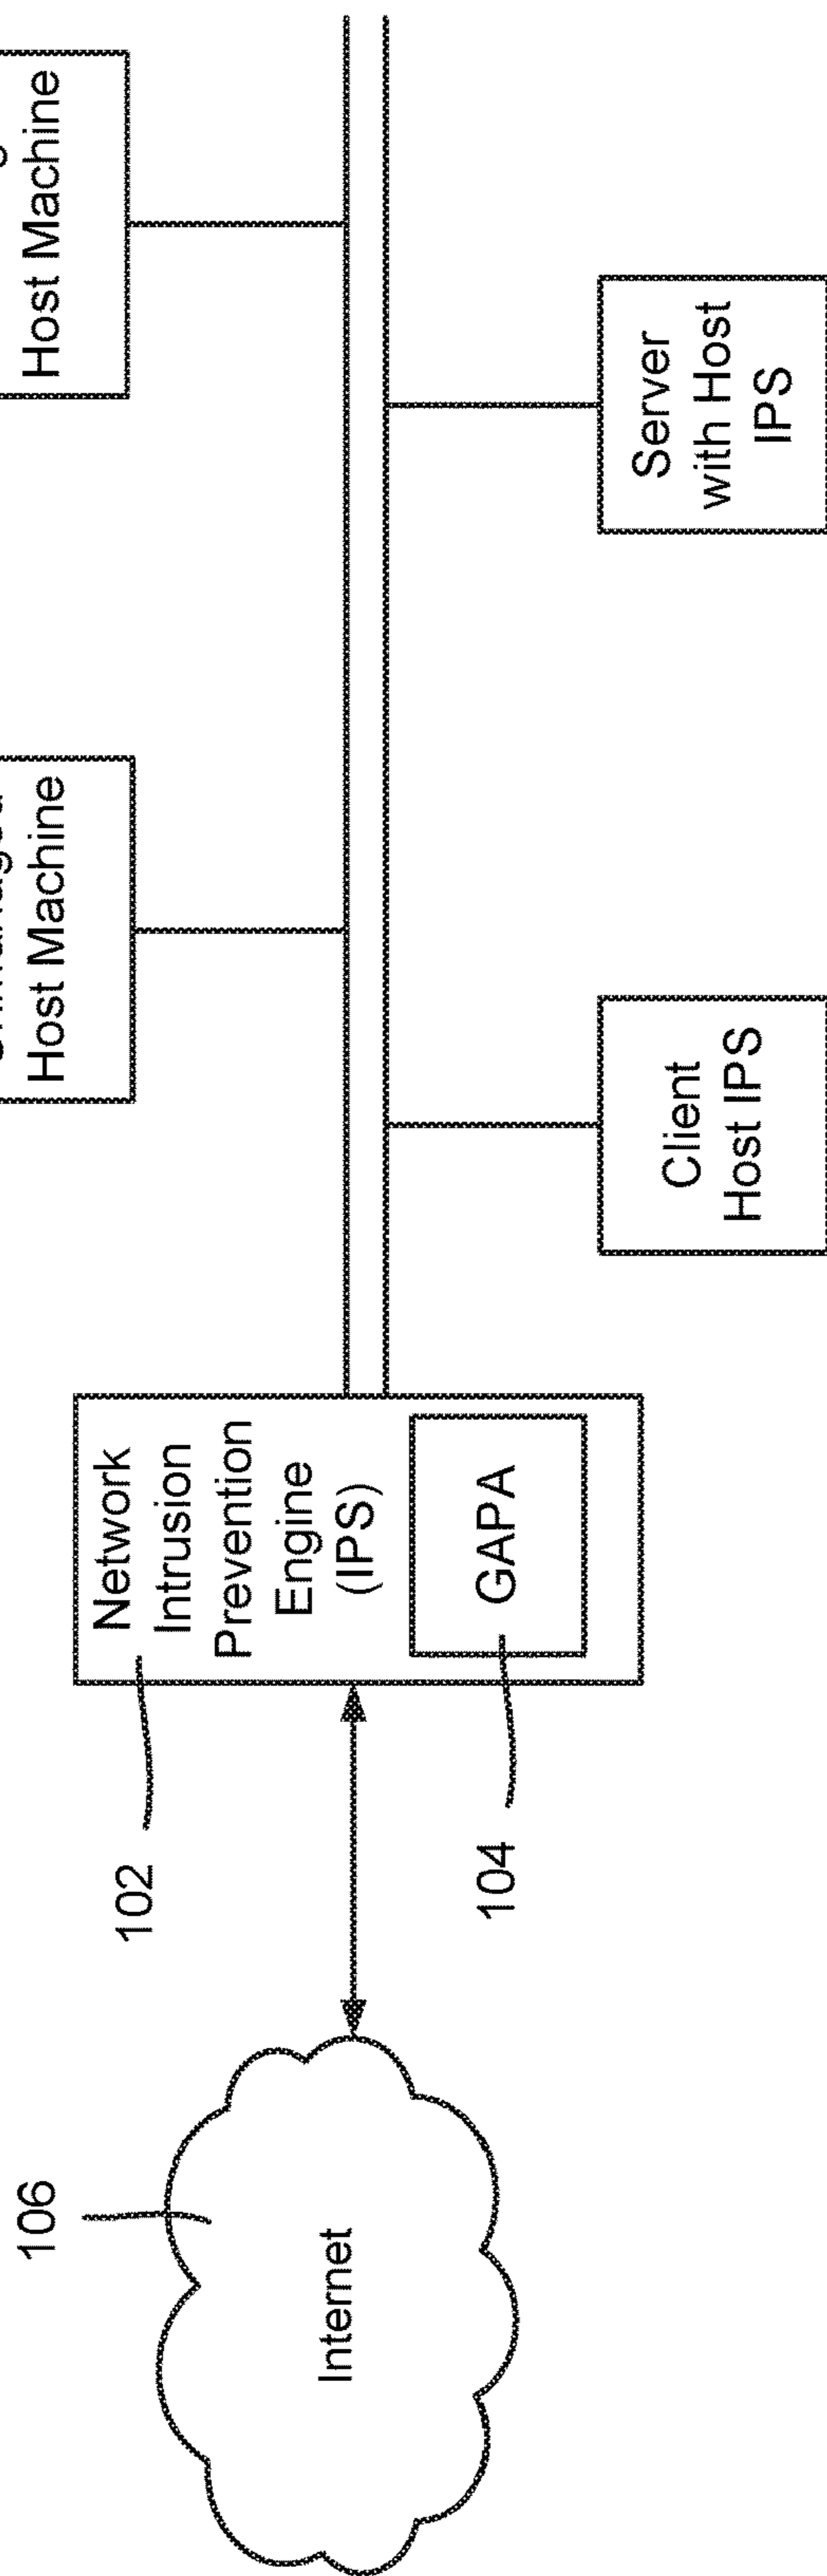 106
Internet
102
104
Network
Intrusion
Prevention
Engine
(IPS)
GAPA
Host Machine
Host Machine
Client
Host IPS
Server
with Host
IPS